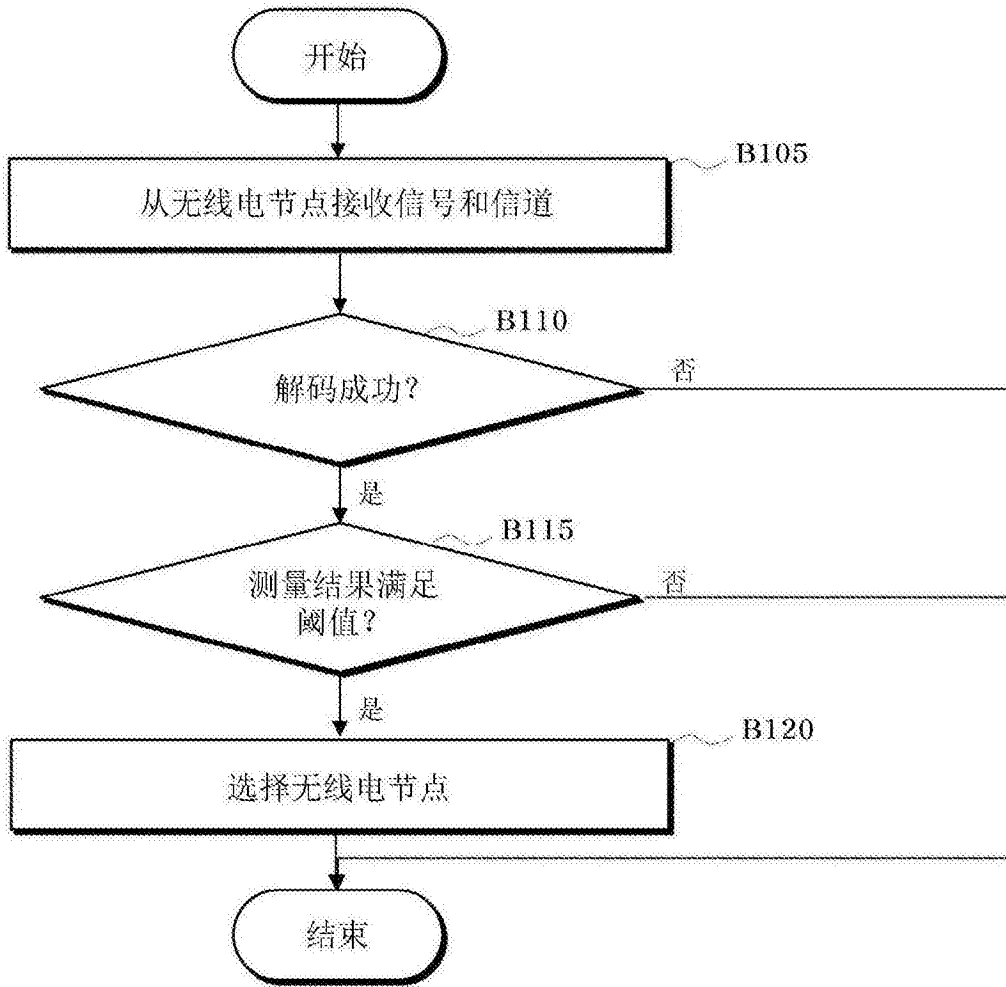 开始
B105
从无线电节点接收信号和信道
B110
解码成功?
否
是
B115
测量结果满足
阈值?
否
是
B120
选择无线电节点
结束